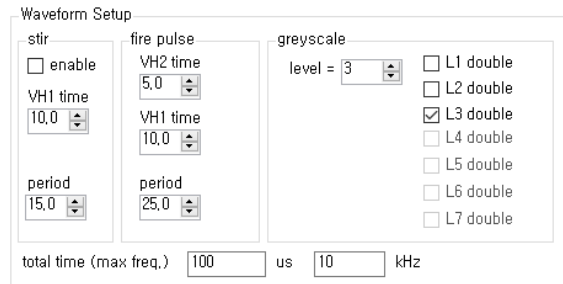 Waveform Setup
stir
enable
VH1 time
10,0
period
15,0
fire pulse
VH2 time
5,0
VH1 time
10,0
period
25,0
greyscale
level = 3
L1 double
L2 double
L3 double
L4 double
L5 double
L6 double
L7 double
total time (max freq,) 100 us 10 kHz